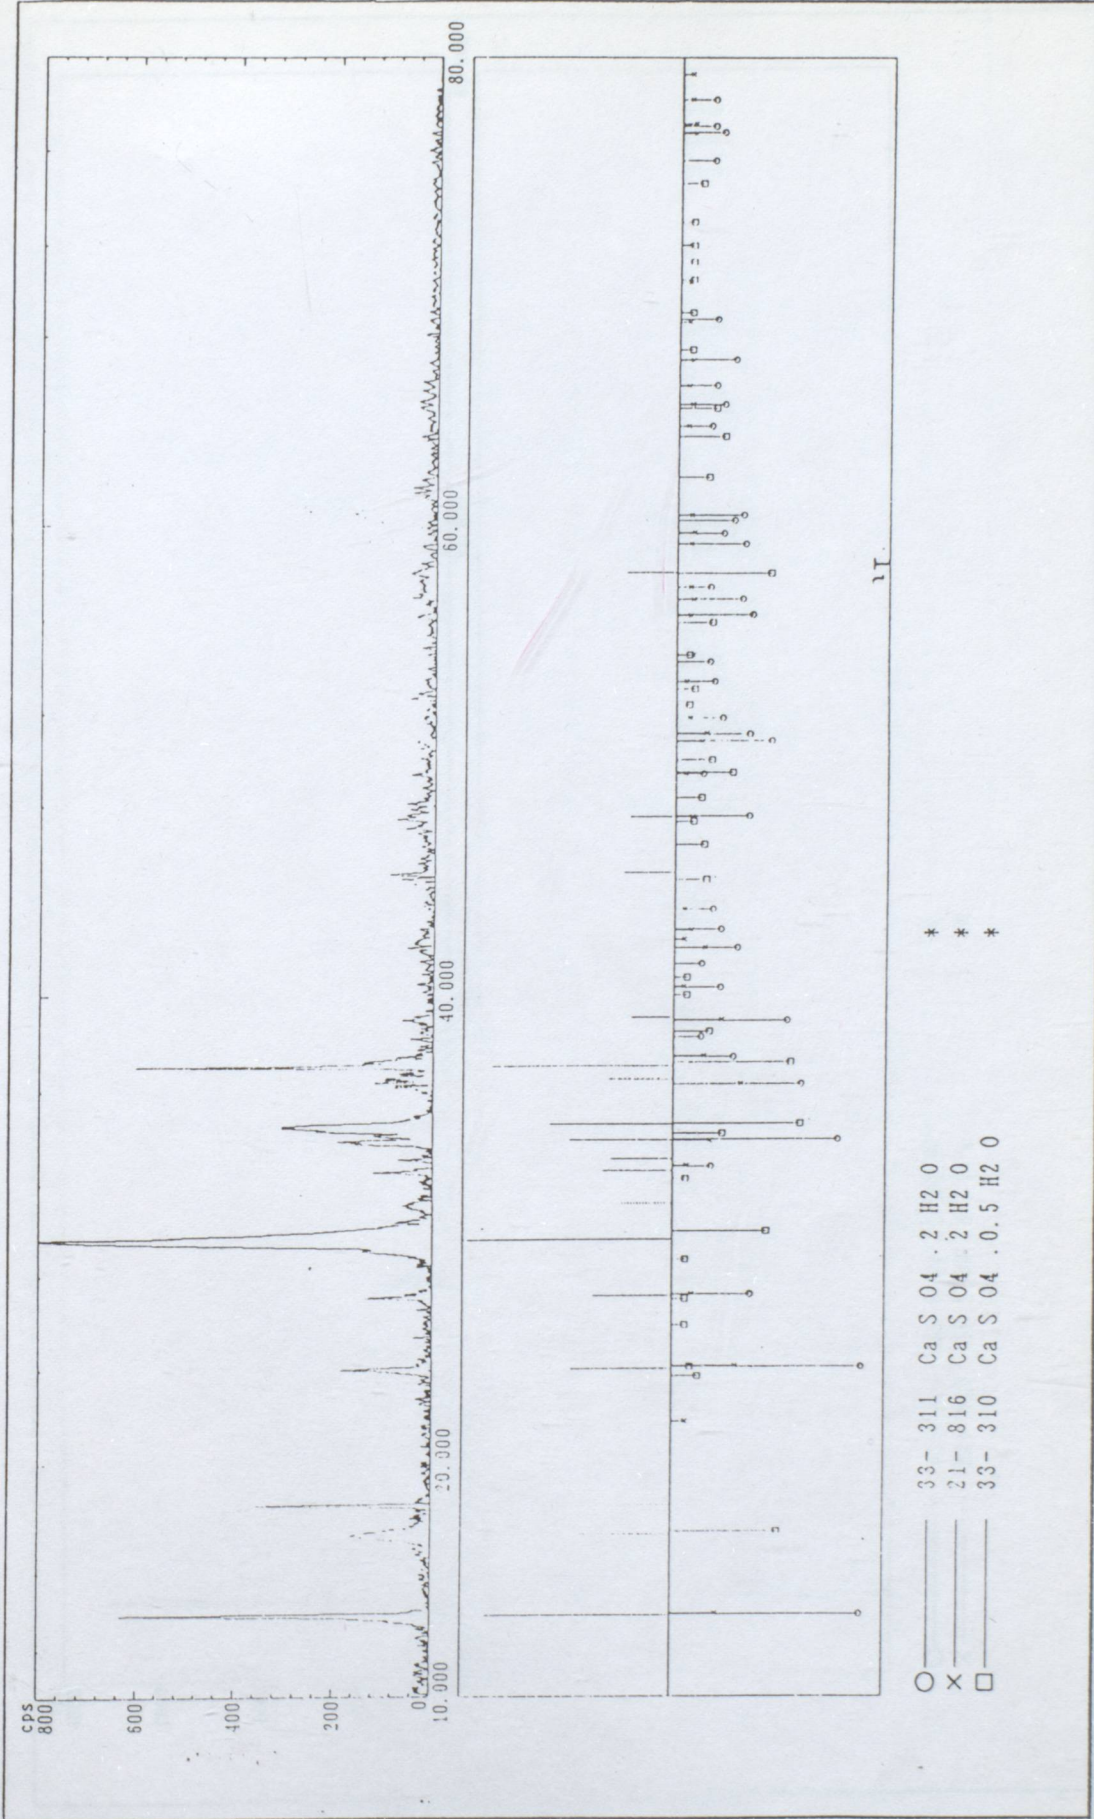 cps
800
600
400
200
0
10.000
20.000
40.000
60.000
80.000
○ 33- 311 Ca S O4 . 2 H2 O *
× 21- 816 Ca S O4 . 2 H2 O *
□ 33- 310 Ca S O4 . 0.5 H2 O *